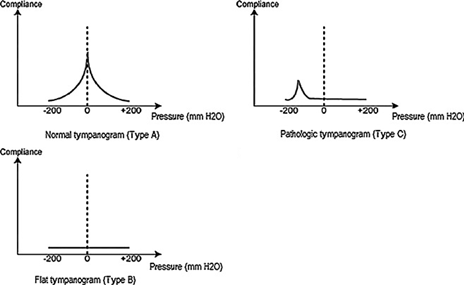 Compliance
-200 0 +200
Pressure (mm H2O)
Normal tympanogram (Type A)
Compliance
-200 0 +200
Pressure (mm H2O)
Pathologic tympanogram (Type C)
Compliance
-200 0 +200
Pressure (mm H2O)
Flat tympanogram (Type B)